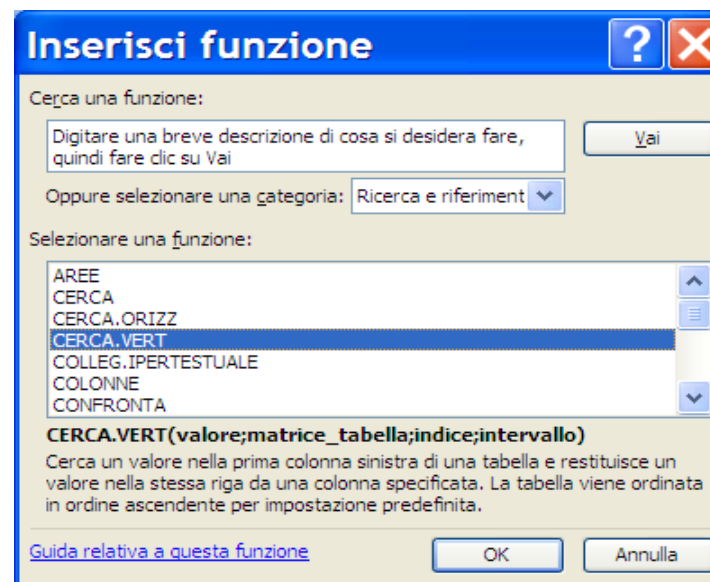 Inserisci funzione
Cerca una funzione:
Digitare una breve descrizione di cosa si desidera fare,
quindi fare clic su Vai
Vai
Oppure selezionare una categoria: Ricerca e riferiment
Selezionare una funzione:
AREE
CERCA
CERCA.ORIZZ
CERCA.VERT
COLLEG.IPERTESTUALE
COLONNE
CONFRONTA
CERCA.VERT(valore;matrice_tabella;indice;intervallo)
Cerca un valore nella prima colonna sinistra di una tabella e restituisce un
valore nella stessa riga da una colonna specificata. La tabella viene ordinata
in ordine ascendente per impostazione predefinita.
Guida relativa a questa funzione
OK
Annulla